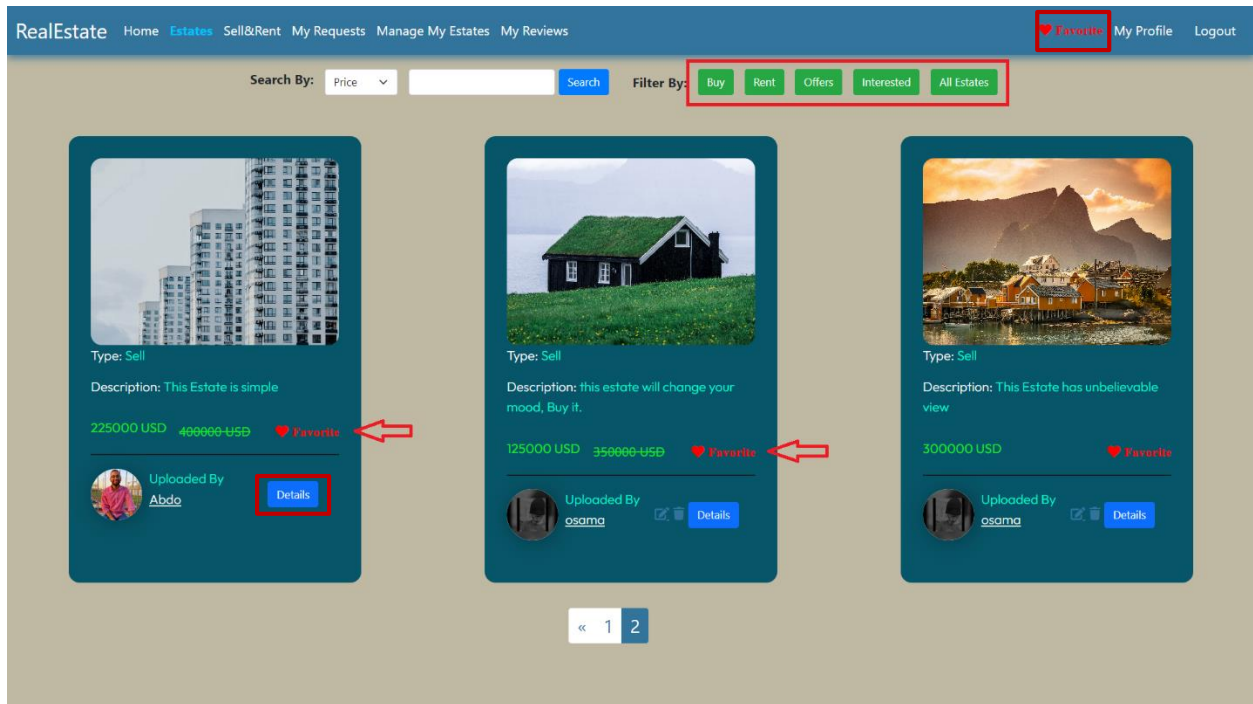 RealEstate Home Estates Sell&Rent My Requests Manage My Estates My Reviews Favorite My Profile Logout
Search By: Price Search Filter By: Buy Rent Offers Interested All Estates
Type: Sell
Description: This Estate is simple
225000 USD 400000 USD Favorite
Uploaded By
Abdo
Details
Type: Sell
Description: this estate will change your
mood, Buy it.
125000 USD 350000 USD Favorite
Uploaded By
osama
Details
Type: Sell
Description: This Estate has unbelievable
view
300000 USD Favorite
Uploaded By
osama
Details
« 1 2